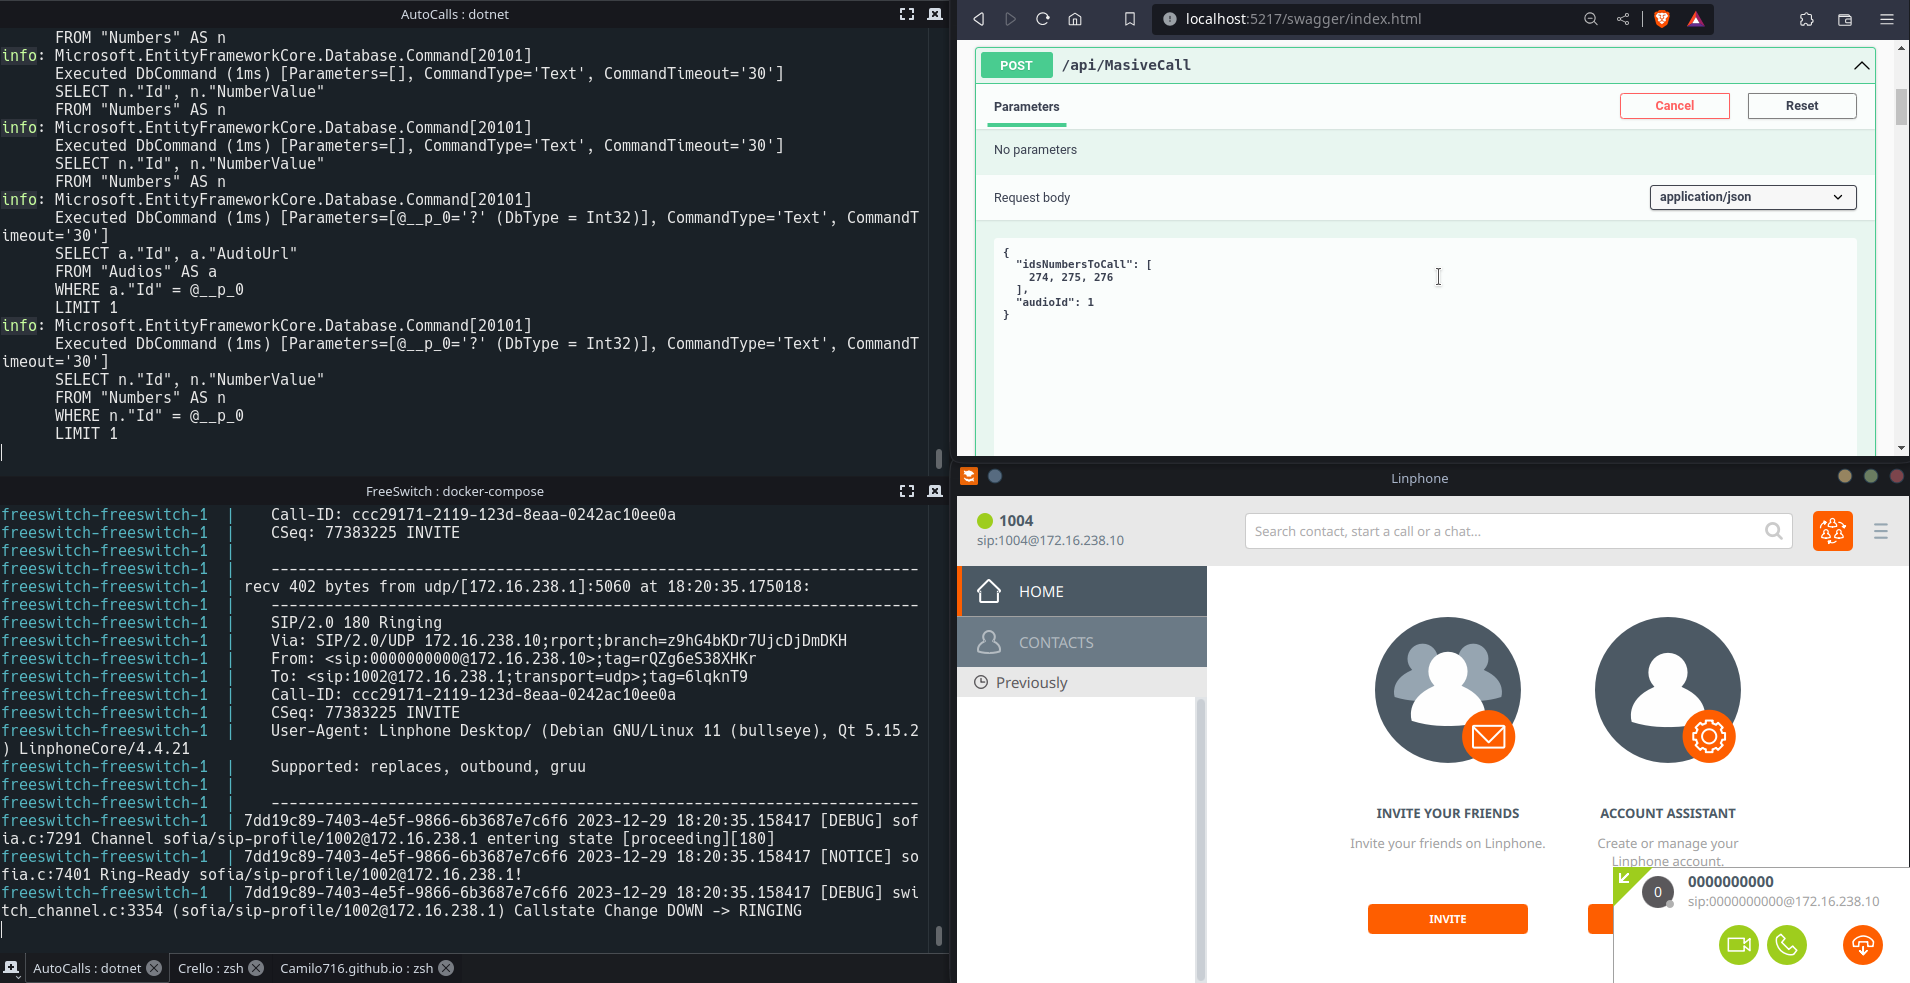 AutoCalls : dotnet
FROM "Numbers" AS n
info: Microsoft.EntityFrameworkCore.Database.Command[20101]
Executed DbCommand (1ms) [Parameters=[], CommandType='Text', CommandTimeout='30']
SELECT n."Id", n."NumberValue"
FROM "Numbers" AS n
info: Microsoft.EntityFrameworkCore.Database.Command[20101]
Executed DbCommand (1ms) [Parameters=[], CommandType='Text', CommandTimeout='30']
SELECT n."Id", n."NumberValue"
FROM "Numbers" AS n
info: Microsoft.EntityFrameworkCore.Database.Command[20101]
Executed DbCommand (1ms) [Parameters=[@__p_0='?' (DbType = Int32)], CommandType='Text', CommandT
imeout='30']
SELECT a."Id", a."AudioUrl"
FROM "Audios" AS a
WHERE a."Id" = @__p_0
LIMIT 1
info: Microsoft.EntityFrameworkCore.Database.Command[20101]
Executed DbCommand (1ms) [Parameters=[@__p_0='?' (DbType = Int32)], CommandType='Text', CommandT
imeout='30']
SELECT n."Id", n."NumberValue"
FROM "Numbers" AS n
WHERE n."Id" = @__p_0
LIMIT 1
FreeSwitch : docker-compose
freeswitch-freeswitch-1 | Call-ID: ccc29171-2119-123d-8eaa-0242ac10ee0a
freeswitch-freeswitch-1 | CSeq: 77383225 INVITE
freeswitch-freeswitch-1 |
freeswitch-freeswitch-1 | ------------------------------------------------------------------------
freeswitch-freeswitch-1 | recv 402 bytes from udp/[172.16.238.1]:5060 at 18:20:35.175018:
freeswitch-freeswitch-1 | ------------------------------------------------------------------------
freeswitch-freeswitch-1 | SIP/2.0 180 Ringing
freeswitch-freeswitch-1 | Via: SIP/2.0/UDP 172.16.238.10;rport;branch=z9hG4bKDr7UjcDjDmDKH
freeswitch-freeswitch-1 | From: <sip:0000000000@172.16.238.10>;tag=rQZg6eS38XHKr
freeswitch-freeswitch-1 | To: <sip:1002@172.16.238.1;transport=udp>;tag=6lqknT9
freeswitch-freeswitch-1 | Call-ID: ccc29171-2119-123d-8eaa-0242ac10ee0a
freeswitch-freeswitch-1 | CSeq: 77383225 INVITE
freeswitch-freeswitch-1 | User-Agent: Linphone Desktop/ (Debian GNU/Linux 11 (bullseye), Qt 5.15.2
) LinphoneCore/4.4.21
freeswitch-freeswitch-1 | Supported: replaces, outbound, gruu
freeswitch-freeswitch-1 |
freeswitch-freeswitch-1 | ------------------------------------------------------------------------
freeswitch-freeswitch-1 | 7dd19c89-7403-4e5f-9866-6b3687e7c6f6 2023-12-29 18:20:35.158417 [DEBUG] sof
ia.c:7291 Channel sofia/sip-profile/1002@172.16.238.1 entering state [proceeding][180]
freeswitch-freeswitch-1 | 7dd19c89-7403-4e5f-9866-6b3687e7c6f6 2023-12-29 18:20:35.158417 [NOTICE] so
fia.c:7401 Ring-Ready sofia/sip-profile/1002@172.16.238.1!
freeswitch-freeswitch-1 | 7dd19c89-7403-4e5f-9866-6b3687e7c6f6 2023-12-29 18:20:35.158417 [DEBUG] swi
tch_channel.c:3354 (sofia/sip-profile/1002@172.16.238.1) Callstate Change DOWN -> RINGING
AutoCalls : dotnet
Crello : zsh
Camilo716.github.io : zsh
localhost:5217/swagger/index.html
POST /api/MasiveCall
Parameters
Cancel
Reset
No parameters
Request body
application/json
{
"idsNumbersToCall": [
274, 275, 276
],
"audioId": 1
}
Linphone
1004
sip:1004@172.16.238.10
Search contact, start a call or a chat...
HOME
CONTACTS
Previously
INVITE YOUR FRIENDS
Invite your friends on Linphone.
INVITE
ACCOUNT ASSISTANT
Create or manage your
Linphone account.
0
0000000000
sip:0000000000@172.16.238.10